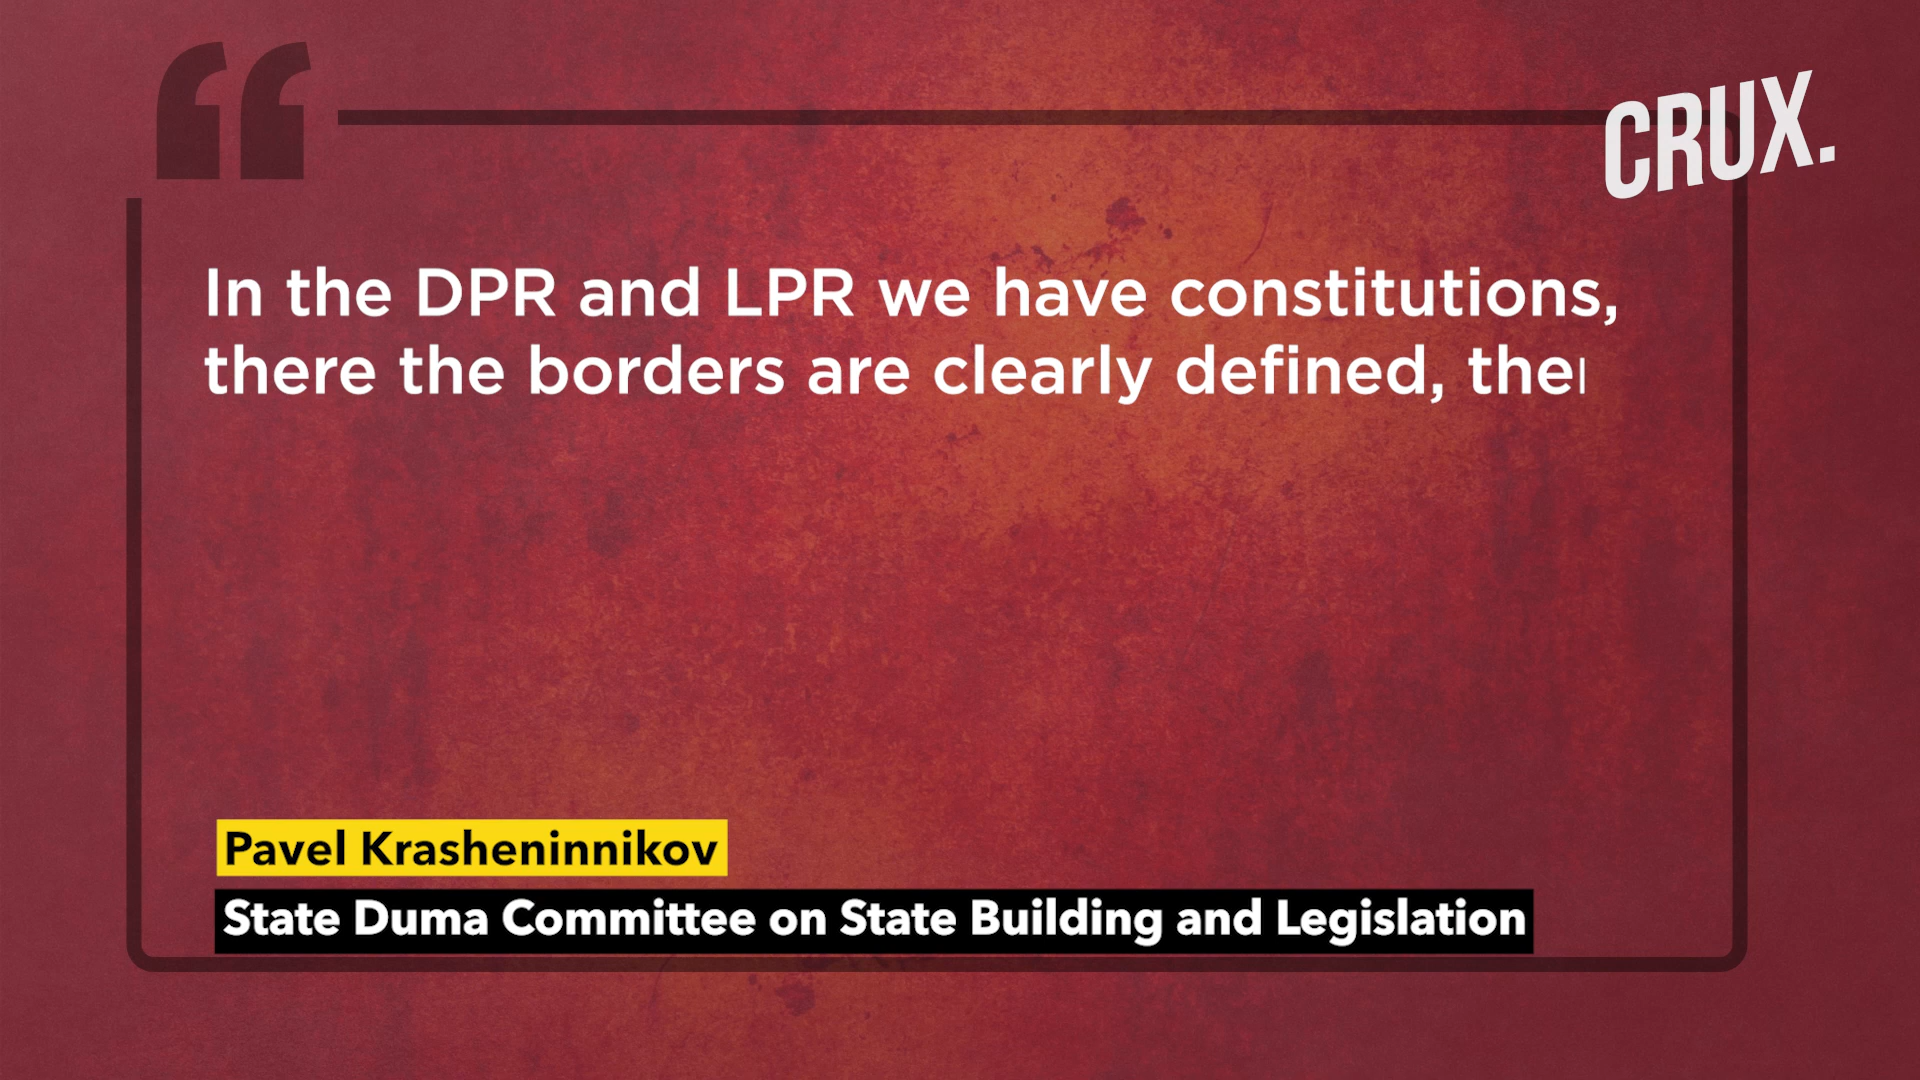 CRUX.
In the DPR and LPR we have constitutions,
there the borders are clearly defined,
Pavel Krasheninnikov
State Duma Committee on State Building and Legislation